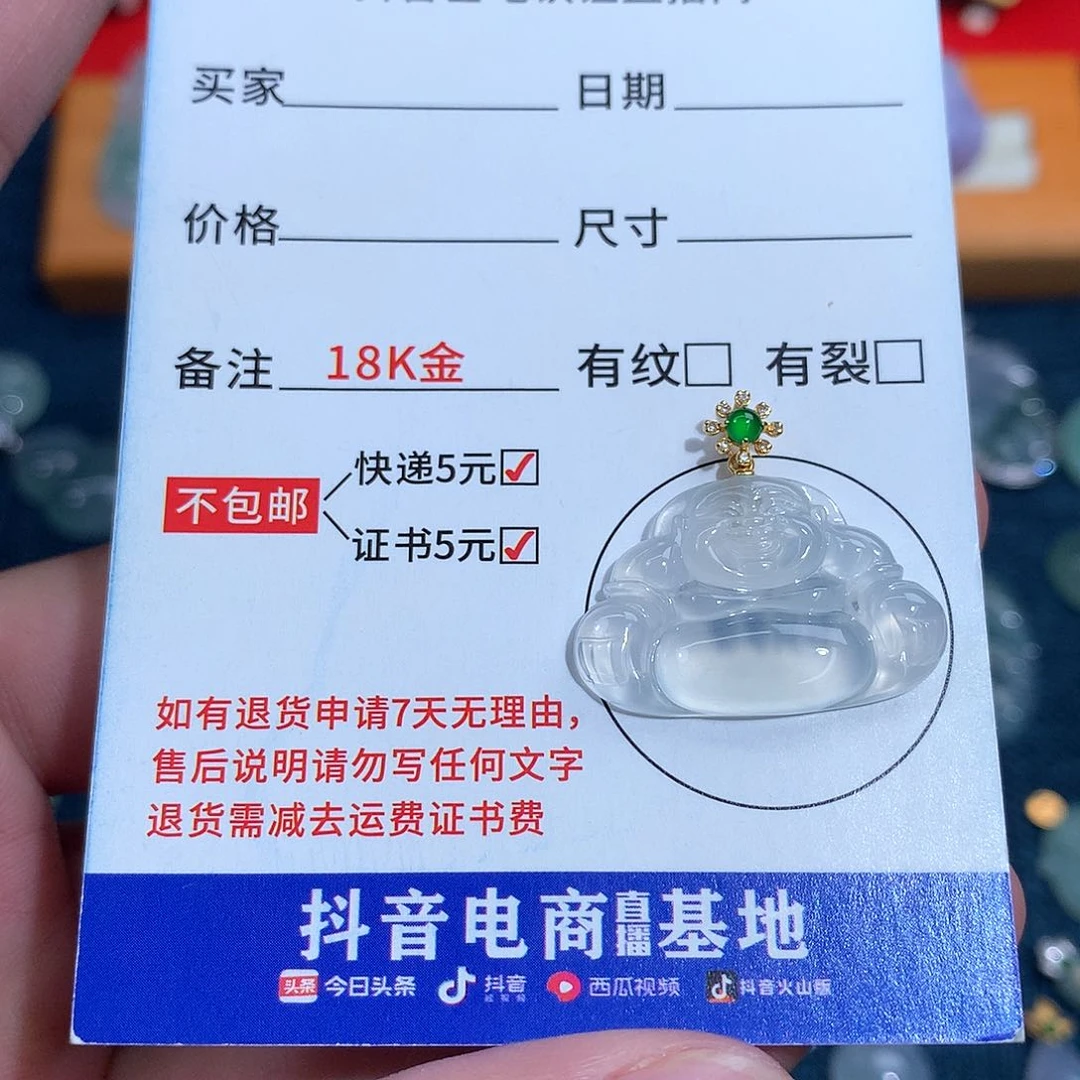 买家 日期
价格 尺寸
备注 18K金 有纹 有裂
快递5元
不包邮
证书5元
如有退货申请7天无理由，
售后说明请勿写任何文字
退货需减去运费证书费
抖音电商直播基地
头条 今日头条 抖音 西瓜视频 抖音火山版